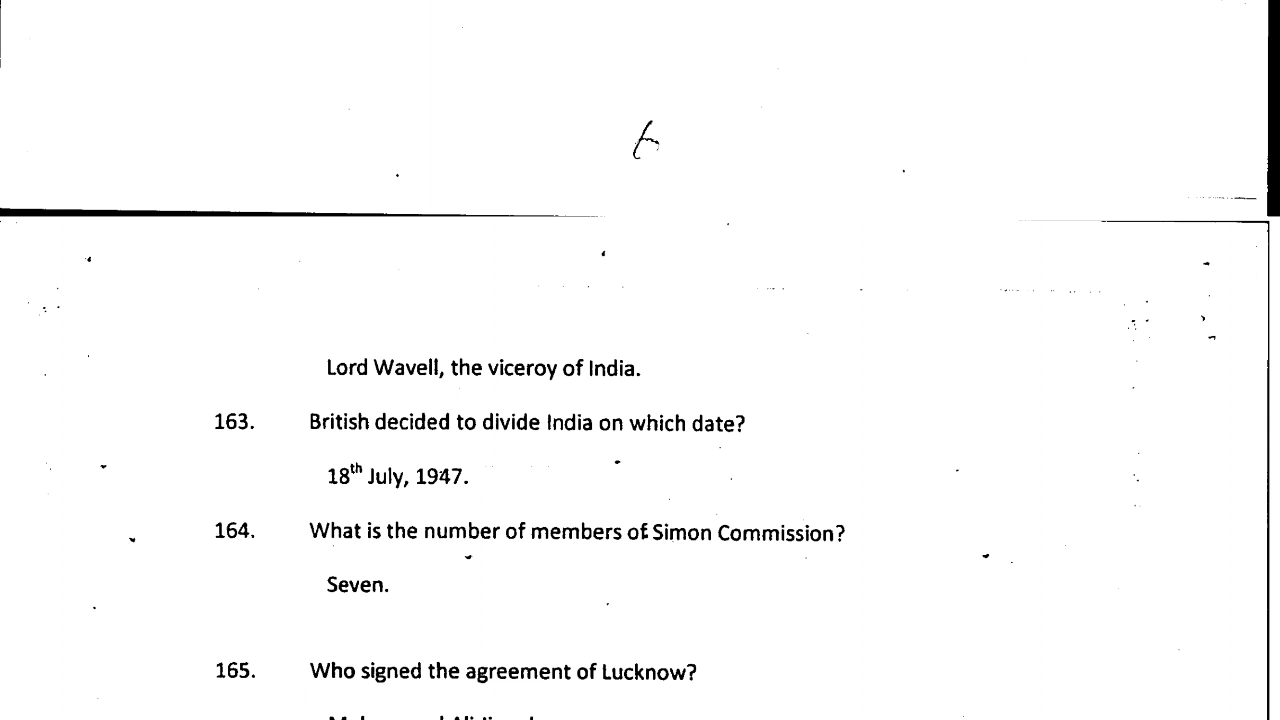 Lord Wavell, the viceroy of India.
163. British decided to divide India on which date?
18th July, 1947.
164. What is the number of members of Simon Commission?
Seven.
165. Who signed the agreement of Lucknow?